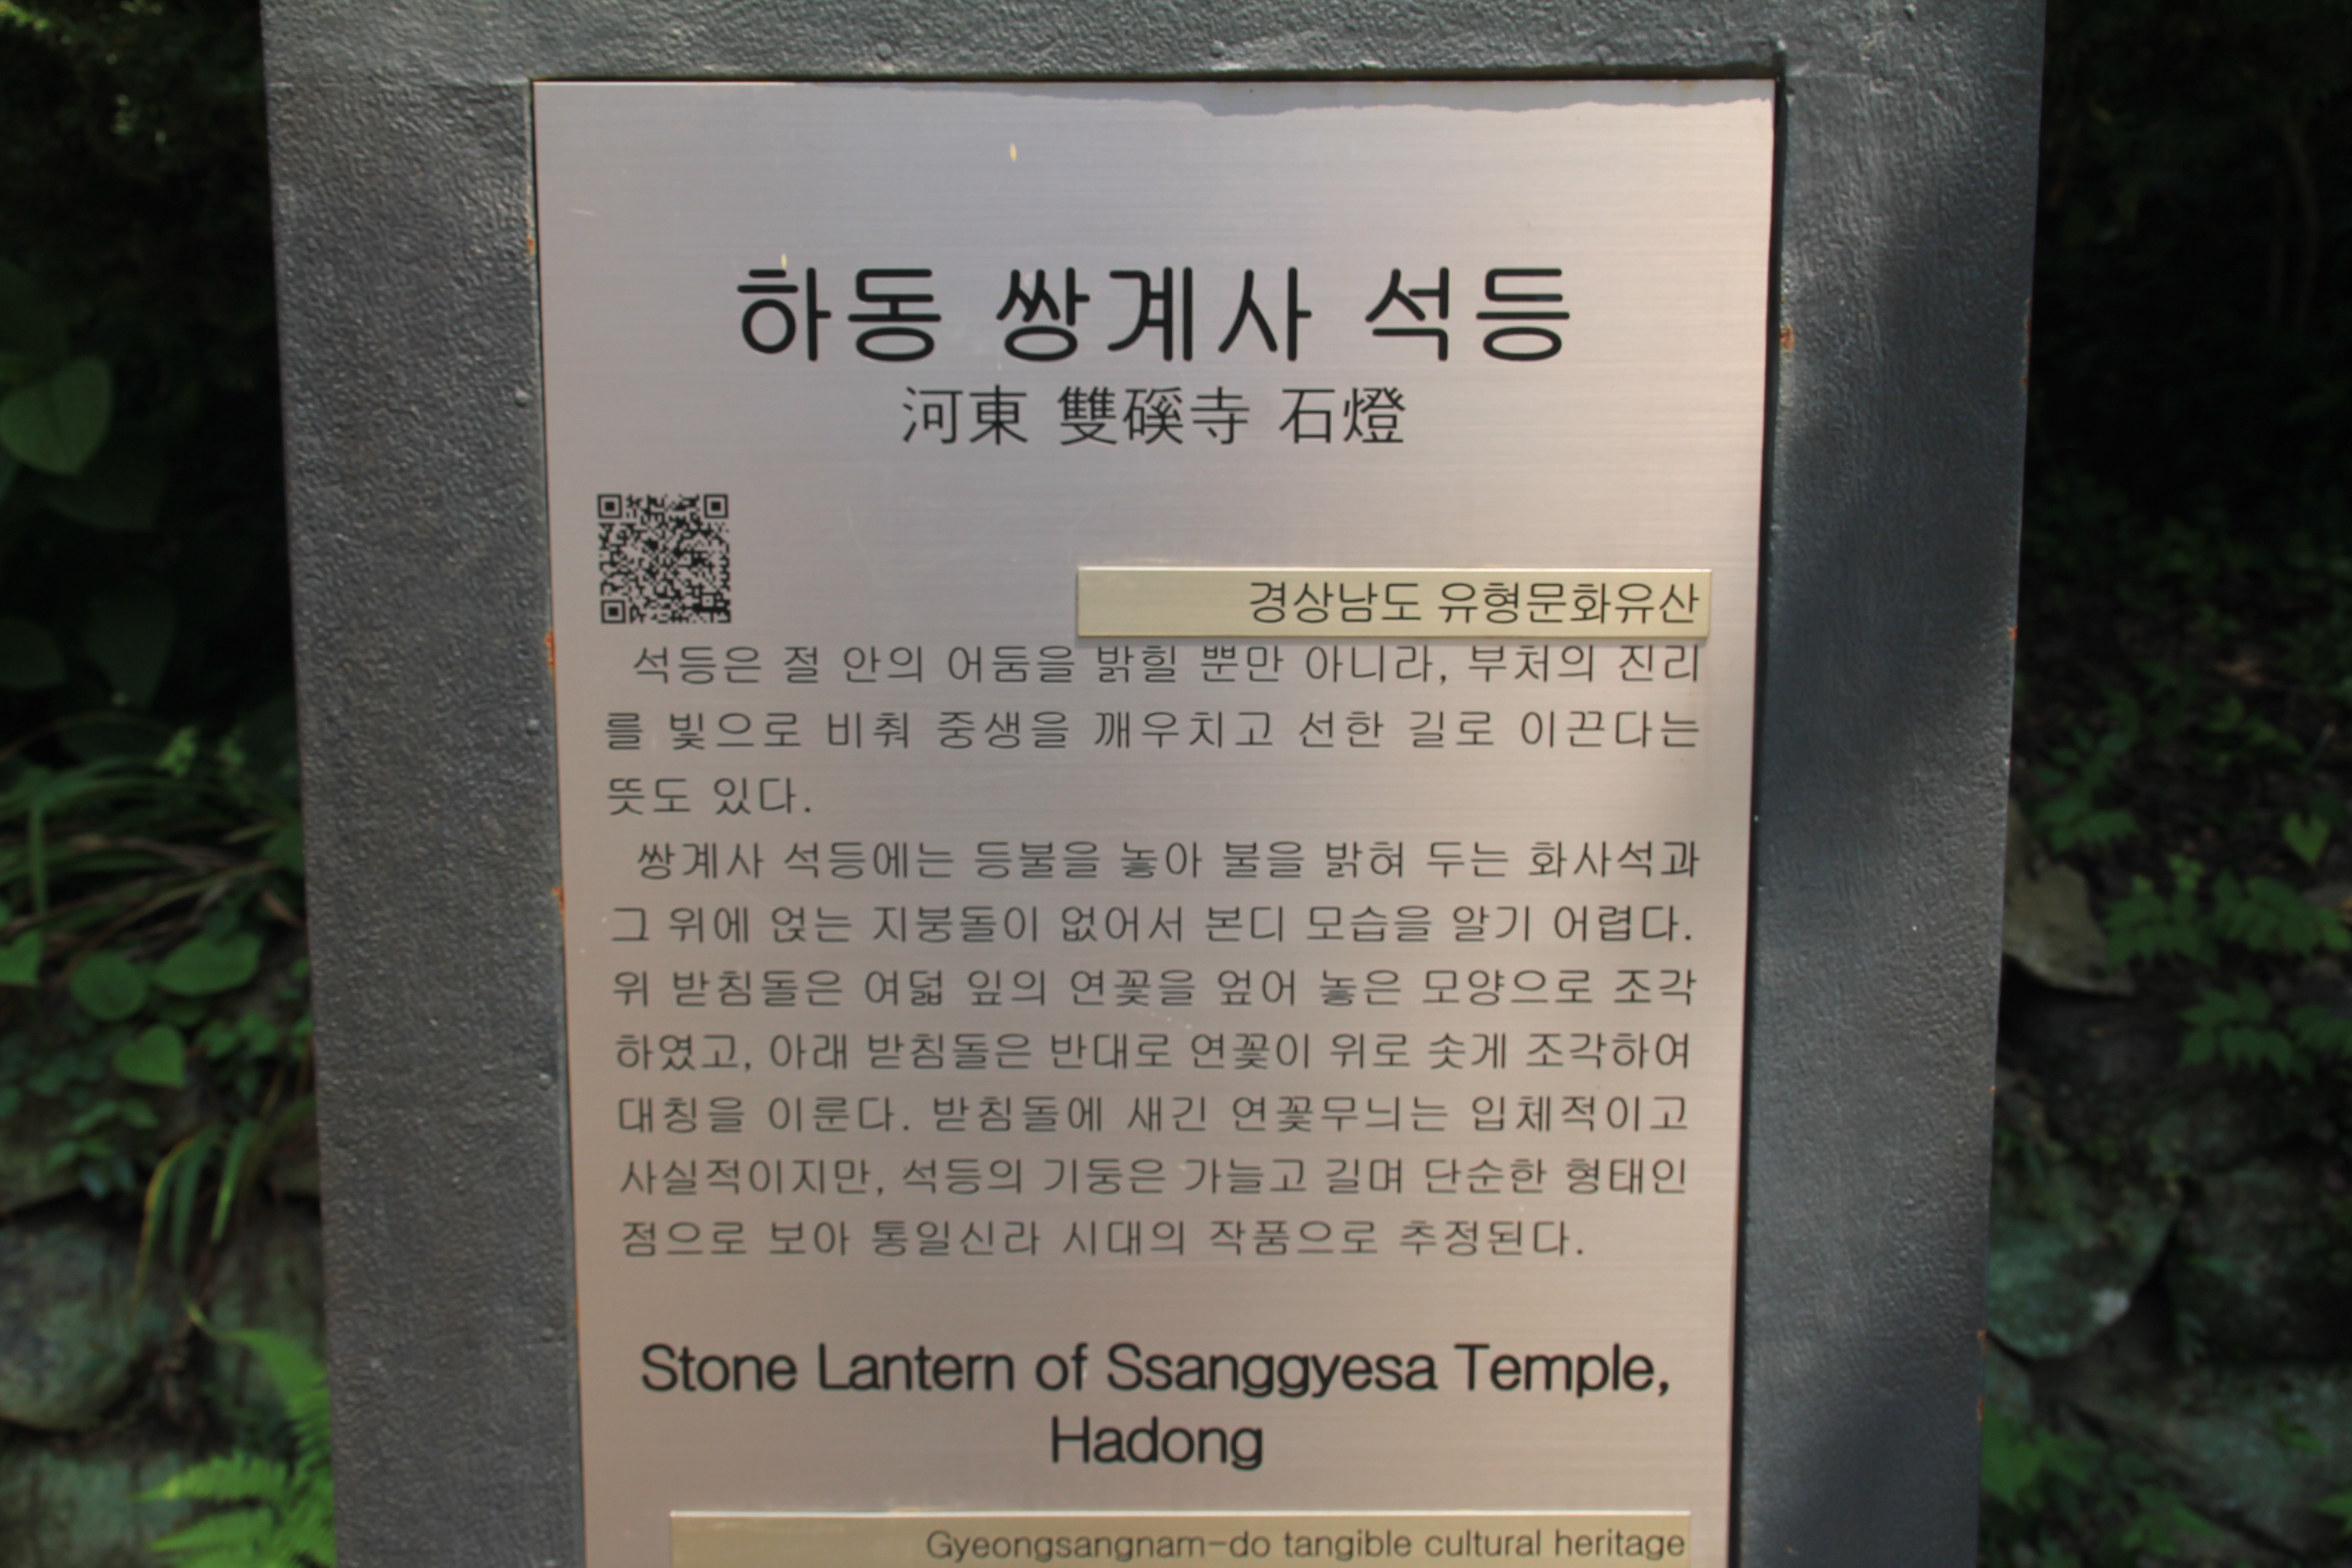 하동 쌍계사 석등
河東 雙磎寺 石燈
경상남도 유형문화유산
석등은 절 안의 어둠을 밝힐 뿐만 아니라, 부처의 진리
를 빛으로 비춰 중생을 깨우치고 선한 길로 이끈다는
뜻도 있다.
쌍계사 석등에는 등불을 놓아 불을 밝혀 두는 화사석과
그 위에 얹는 지붕돌이 없어서 본디 모습을 알기 어렵다.
위 받침돌은 여덟 잎의 연꽃을 엎어 놓은 모양으로 조각
하였고, 아래 받침돌은 반대로 연꽃이 위로 솟게 조각하여
대칭을 이룬다. 받침돌에 새긴 연꽃무늬는 입체적이고
사실적이지만, 석등의 기둥은 가늘고 길며 단순한 형태인
점으로 보아 통일신라 시대의 작품으로 추정된다.
Stone Lantern of Ssanggyesa Temple,
Hadong
Gyeongsangnam-do tangible cultural heritage